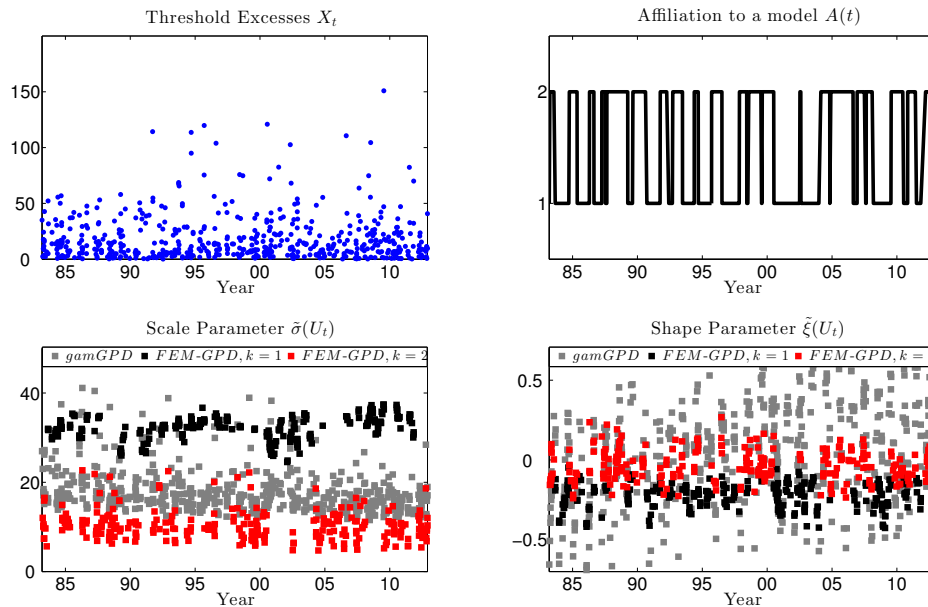 Threshold Excesses X_t
150
100
50
0
85 90 95 00 05 10
Year
Affiliation to a model A(t)
2
1
85 90 95 00 05 10
Year
Scale Parameter σ̃(U_t)
gamGPD FEM-GPD, k = 1 FEM-GPD, k = 2
40
20
0
85 90 95 00 05 10
Year
Shape Parameter ξ̃(U_t)
gamGPD FEM-GPD, k = 1 FEM-GPD, k =
0.5
0
−0.5
85 90 95 00 05 10
Year